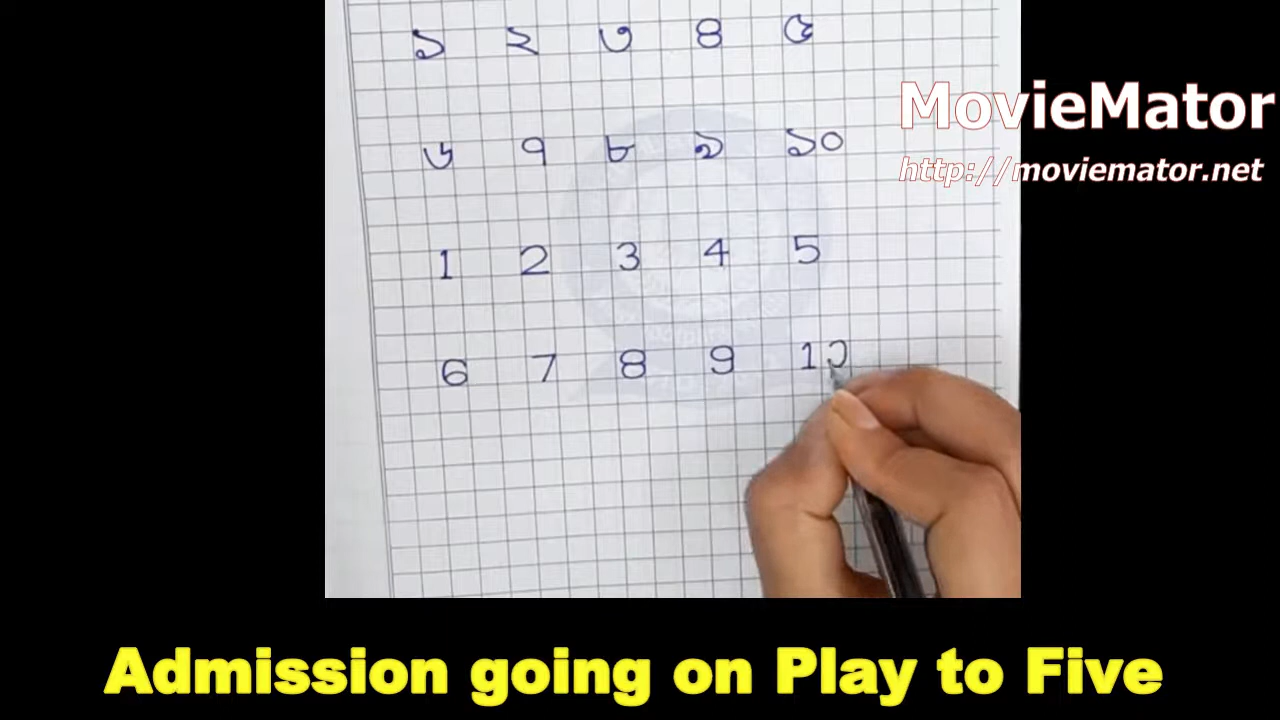 ১ ২ ৩ ৪ ৫
MovieMator
http://moviemator.net
৬ ৭ ৮ ৯ ১০
1 2 3 4 5
6 7 8 9 10
Admission going on Play to Five